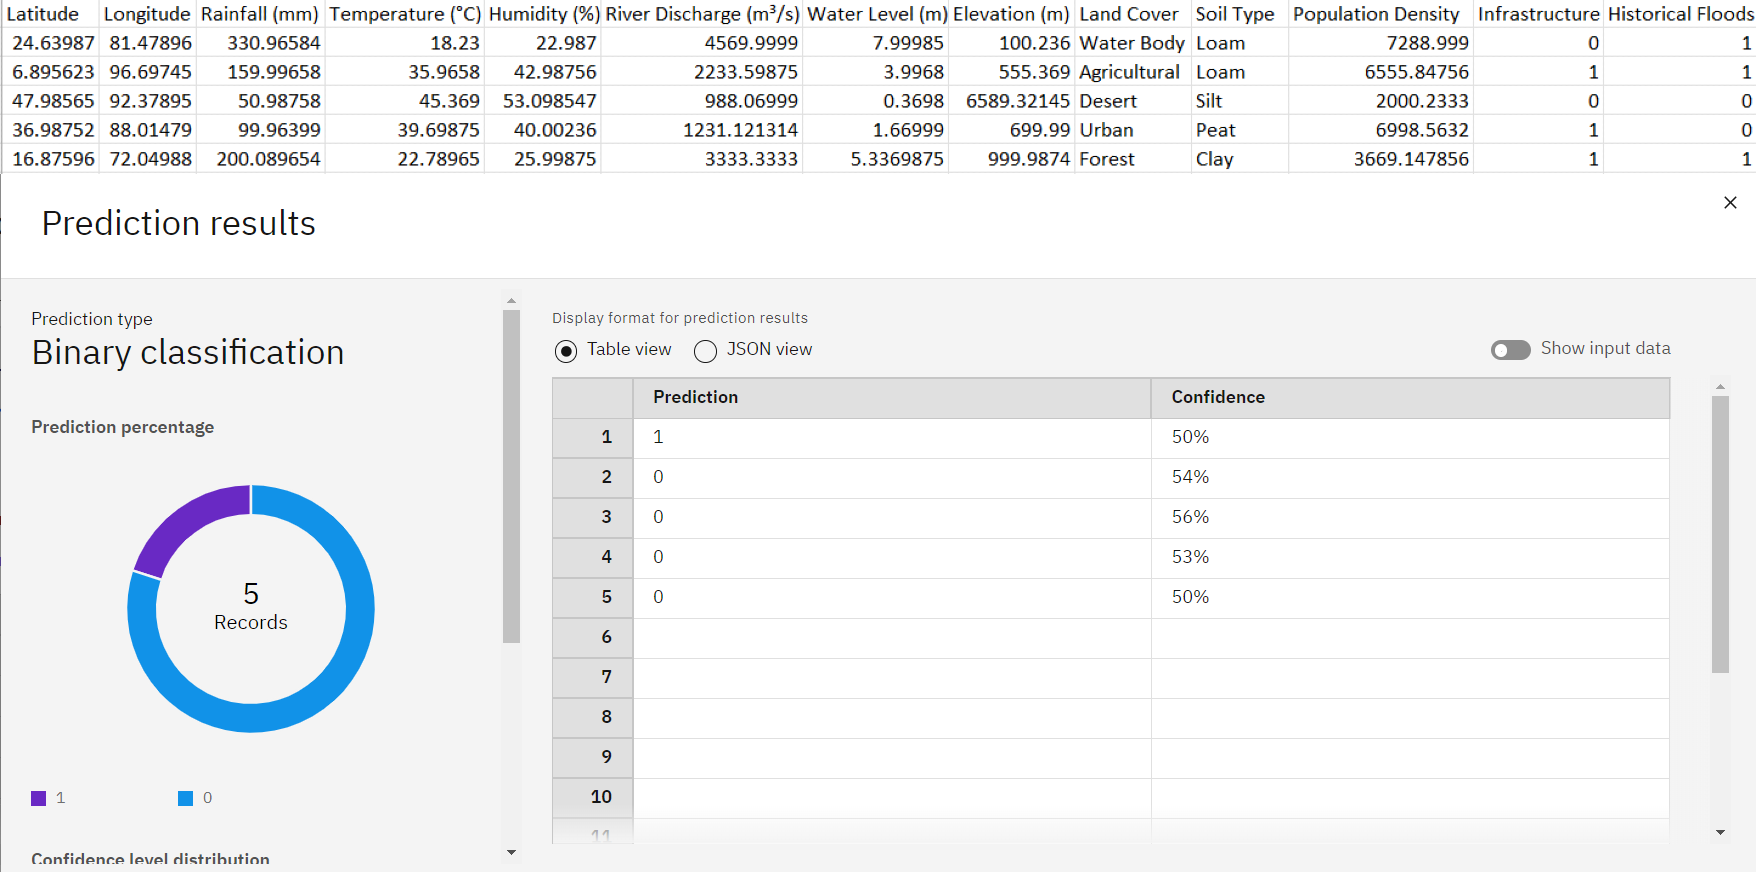 Latitude Longitude Rainfall (mm) Temperature (°C) Humidity (%) River Discharge (m³/s) Water Level (m) Elevation (m) Land Cover Soil Type Population Density Infrastructure Historical Floods
24.63987 81.47896 330.96584 18.23 22.987 4569.9999 7.99985 100.236 Water Body Loam 7288.999 0 1
6.895623 96.69745 159.99658 35.9658 42.98756 2233.59875 3.9968 555.369 Agricultural Loam 6555.84756 1 1
47.98565 92.37895 50.98758 45.369 53.098547 988.06999 0.3698 6589.32145 Desert Silt 2000.2333 0 0
36.98752 88.01479 99.96399 39.69875 40.00236 1231.121314 1.66999 699.99 Urban Peat 6998.5632 1 0
16.87596 72.04988 200.089654 22.78965 25.99875 3333.3333 5.3369875 999.9874 Forest Clay 3669.147856 1 1
Prediction results
Prediction type
Binary classification
Prediction percentage
5
Records
1 0
Confidence level distribution
Display format for prediction results
Table view JSON view Show input data
Prediction Confidence
1 1 50%
2 0 54%
3 0 56%
4 0 53%
5 0 50%
6
7
8
9
10
11